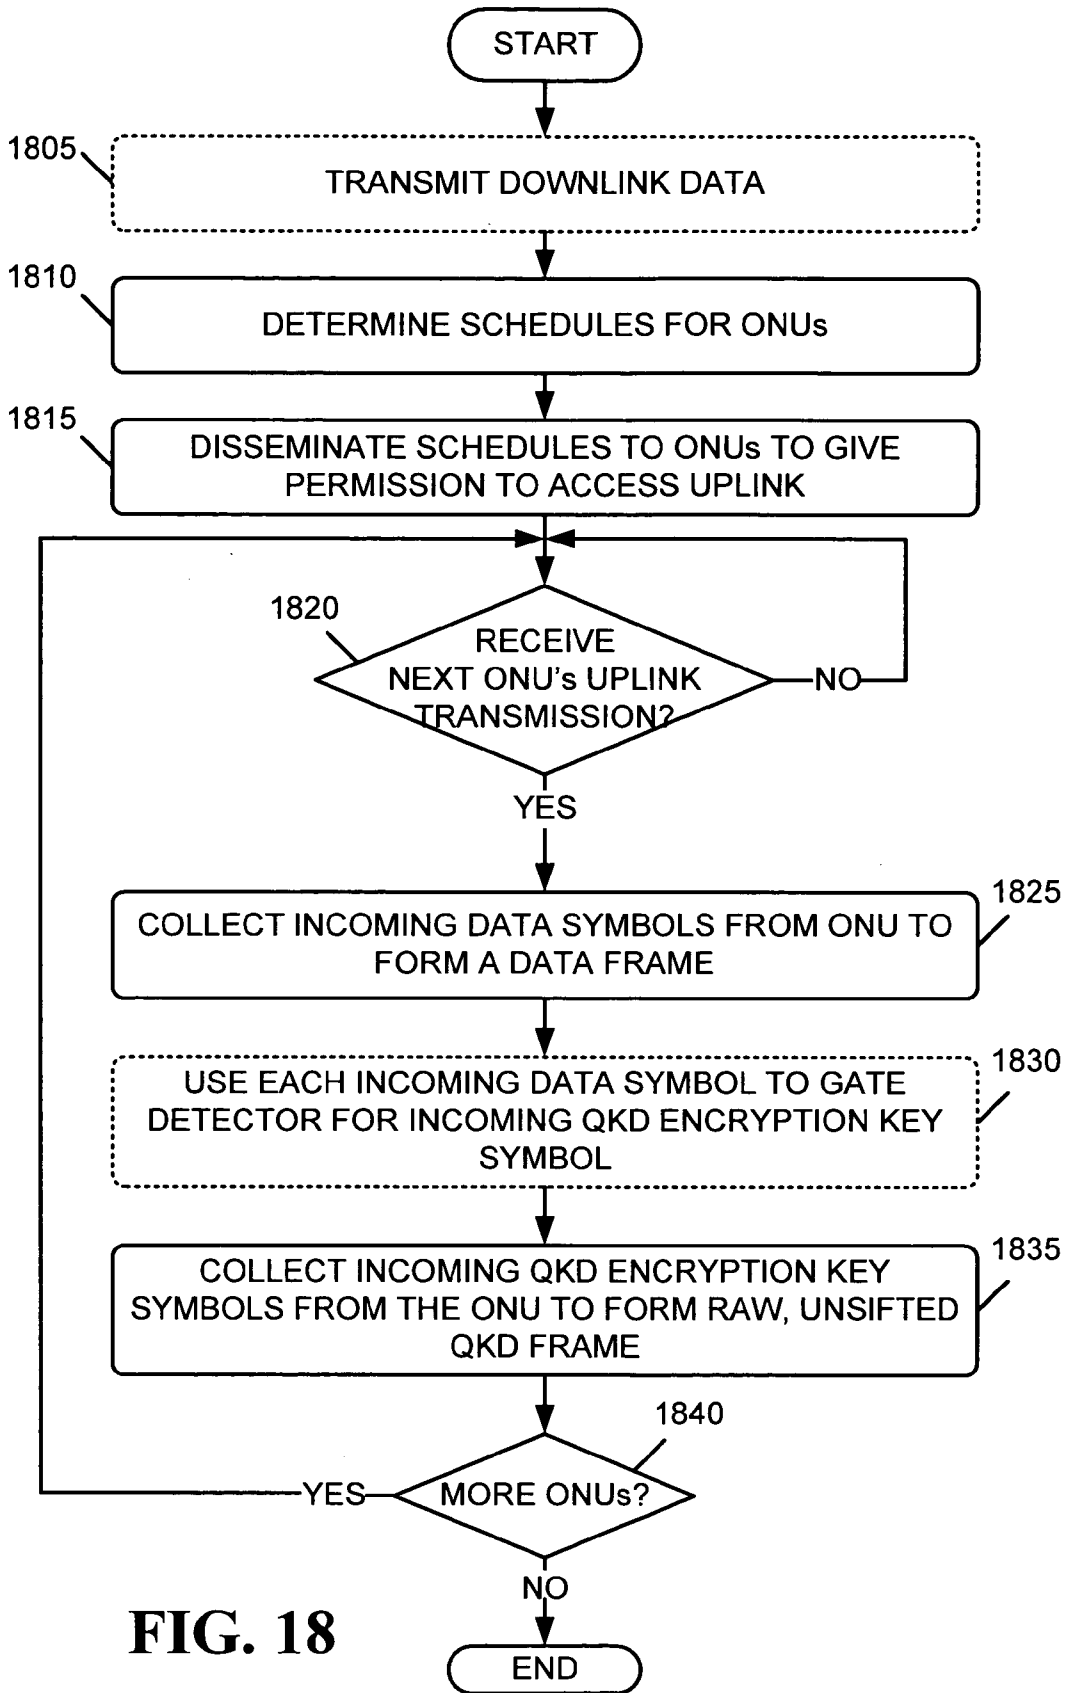 START
1805
TRANSMIT DOWNLINK DATA
1810
DETERMINE SCHEDULES FOR ONUs
1815
DISSEMINATE SCHEDULES TO ONUs TO GIVE
PERMISSION TO ACCESS UPLINK
1820
RECEIVE
NEXT ONU's UPLINK
TRANSMISSION?
NO
YES
1825
COLLECT INCOMING DATA SYMBOLS FROM ONU TO
FORM A DATA FRAME
1830
USE EACH INCOMING DATA SYMBOL TO GATE
DETECTOR FOR INCOMING QKD ENCRYPTION KEY
SYMBOL
1835
COLLECT INCOMING QKD ENCRYPTION KEY
SYMBOLS FROM THE ONU TO FORM RAW, UNSIFTED
QKD FRAME
1840
YES
MORE ONUs?
NO
FIG. 18
END